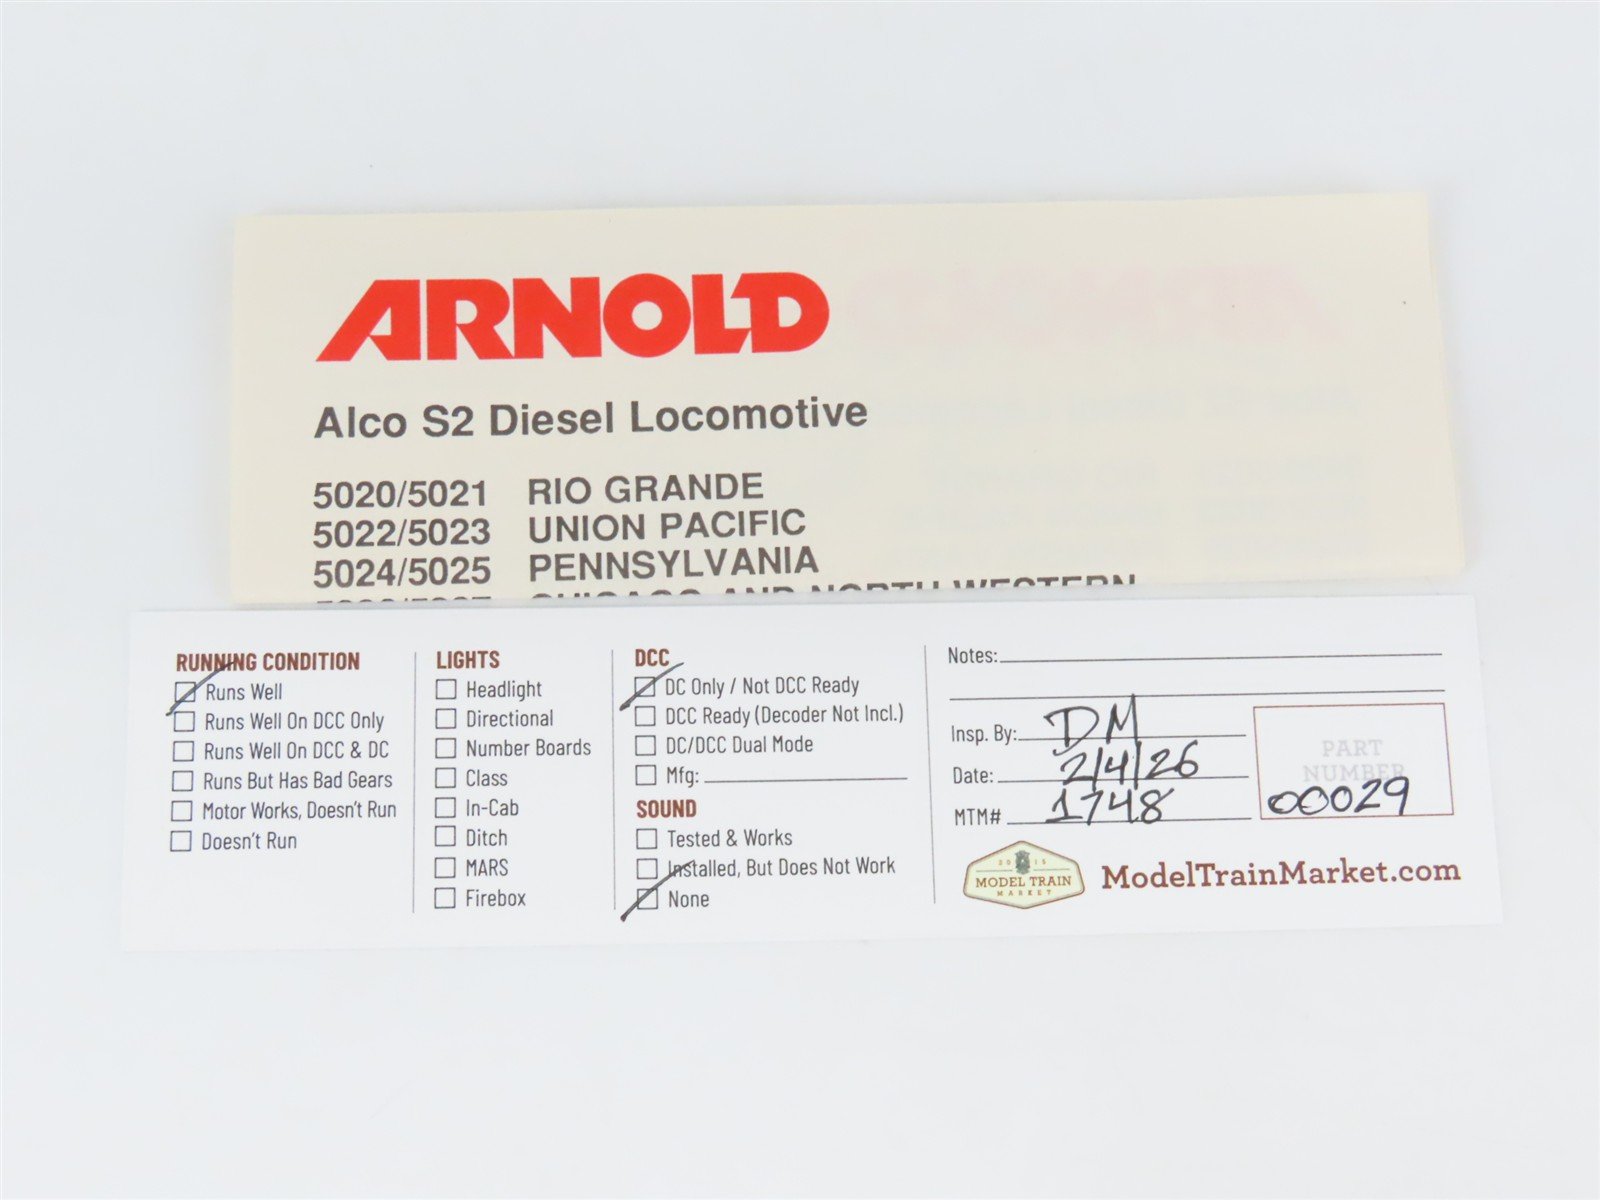 ARNOLD
Alco S2 Diesel Locomotive
5020/5021 RIO GRANDE
5022/5023 UNION PACIFIC
5024/5025 PENNSYLVANIA
CHICAGO AND NORTH WESTERN
RUNNING CONDITION
Runs Well
Runs Well On DCC Only
Runs Well On DCC & DC
Runs But Has Bad Gears
Motor Works, Doesn't Run
Doesn't Run
LIGHTS
Headlight
Directional
Number Boards
Class
In-Cab
Ditch
MARS
Firebox
DCC
DC Only / Not DCC Ready
DCC Ready (Decoder Not Incl.)
DC/DCC Dual Mode
Mfg:
SOUND
Tested & Works
Installed, But Does Not Work
None
Notes:
Insp. By: DM
Date: 2/4/26
MTM# 1748
PART
NUMBER
00029
2015
MODEL TRAIN
MARKET
ModelTrainMarket.com